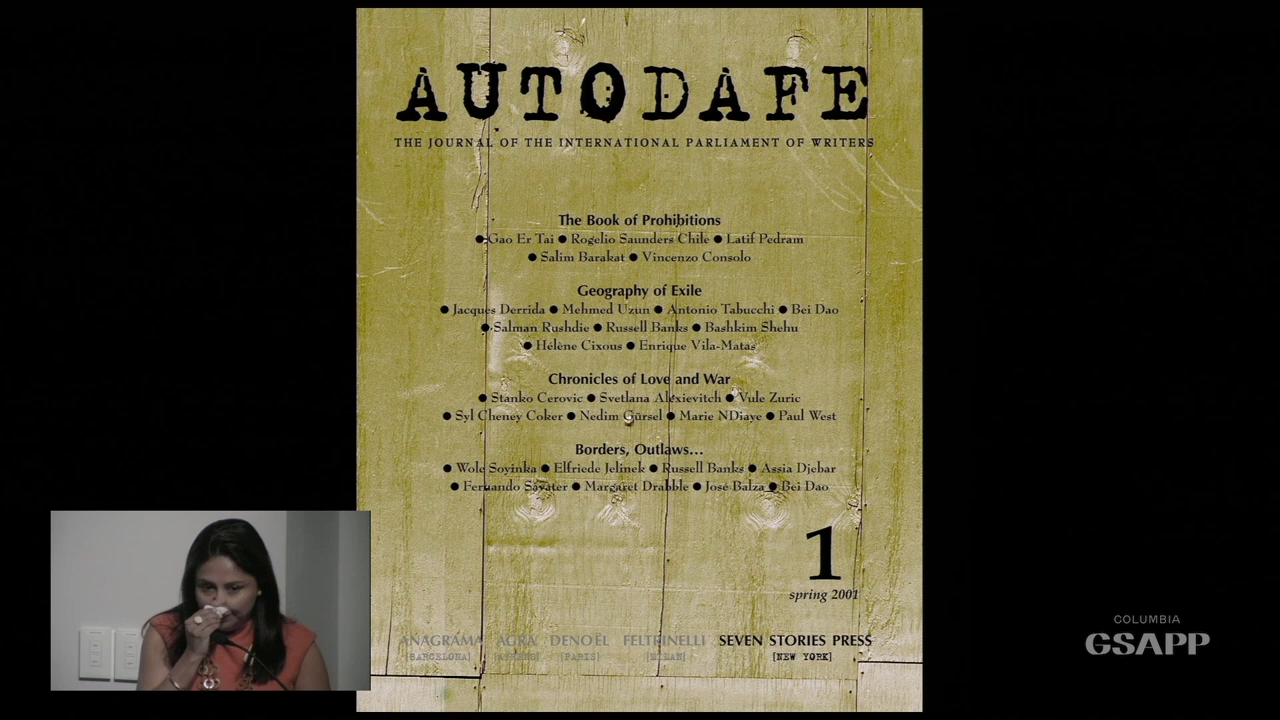 AUTODAFE
THE JOURNAL OF THE INTERNATIONAL PARLIAMENT OF WRITERS
The Book of Prohibitions
● Gao Er Tai ● Rogelio Saunders Chile ● Latif Pedram
● Salim Barakat ● Vincenzo Consolo
Geography of Exile
● Jacques Derrida ● Mehmed Uzun ● Antonio Tabucchi ● Bei Dao
● Salman Rushdie ● Russell Banks ● Bashkim Shehu
● Hélène Cixous ● Enrique Vila-Matas
Chronicles of Love and War
● Stanko Cerovic ● Svetlana Alexievitch ● Vule Zuric
● Syl Cheney Coker ● Nedim Gürsel ● Marie NDiaye ● Paul West
Borders, Outlaws...
● Wole Soyinka ● Elfriede Jelinek ● Russell Banks ● Assia Djebar
● Fernando Savater ● Margaret Drabble ● José Balza ● Bei Dao
1
spring 2001
ANAGRAMA AGRA DENOËL FELTRINELLI SEVEN STORIES PRESS
[BARCELONA] [ATHENS] [PARIS] [MILAN] [NEW YORK]
COLUMBIA
GSAPP